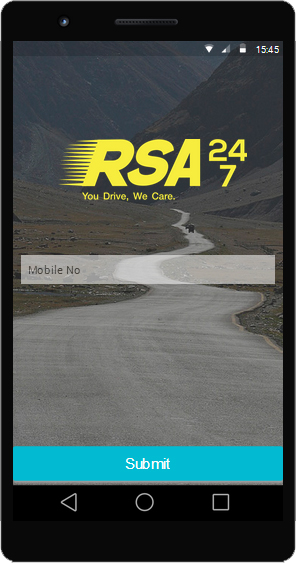 15:45
RSA 24
7
You Drive, We Care.
Mobile No
Submit